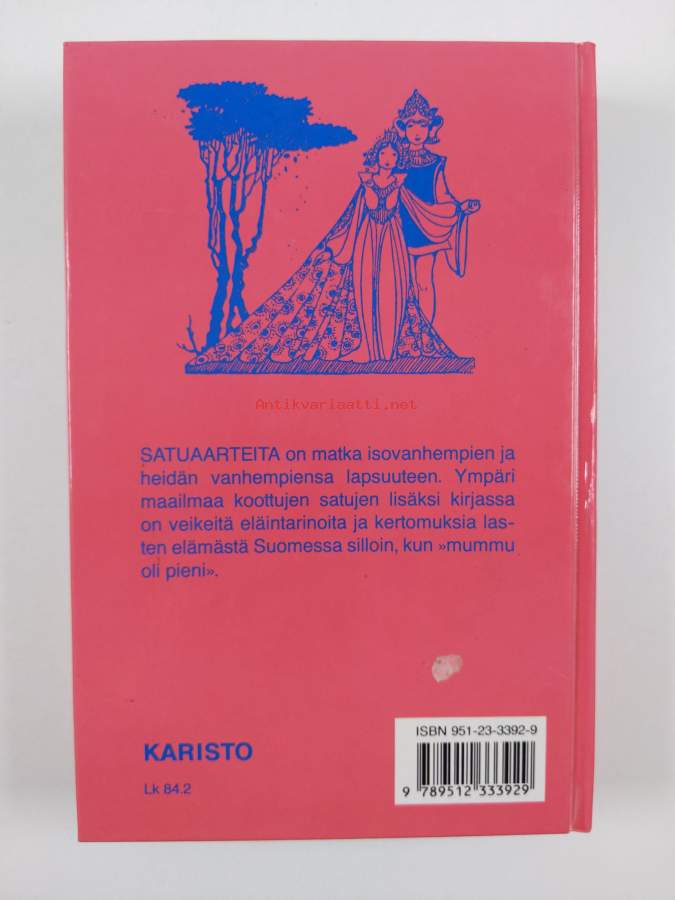 Antikvariaatti.net
SATUAARTEITA on matka isovanhempien ja
heidän vanhempiensa lapsuuteen. Ympäri
maailmaa koottujen satujen lisäksi kirjassa
on veikeitä eläintarinoita ja kertomuksia las-
ten elämästä Suomessa silloin, kun »mummu
oli pieni».
KARISTO
Lk 84.2
ISBN 951-23-3392-9
9 789512 333929